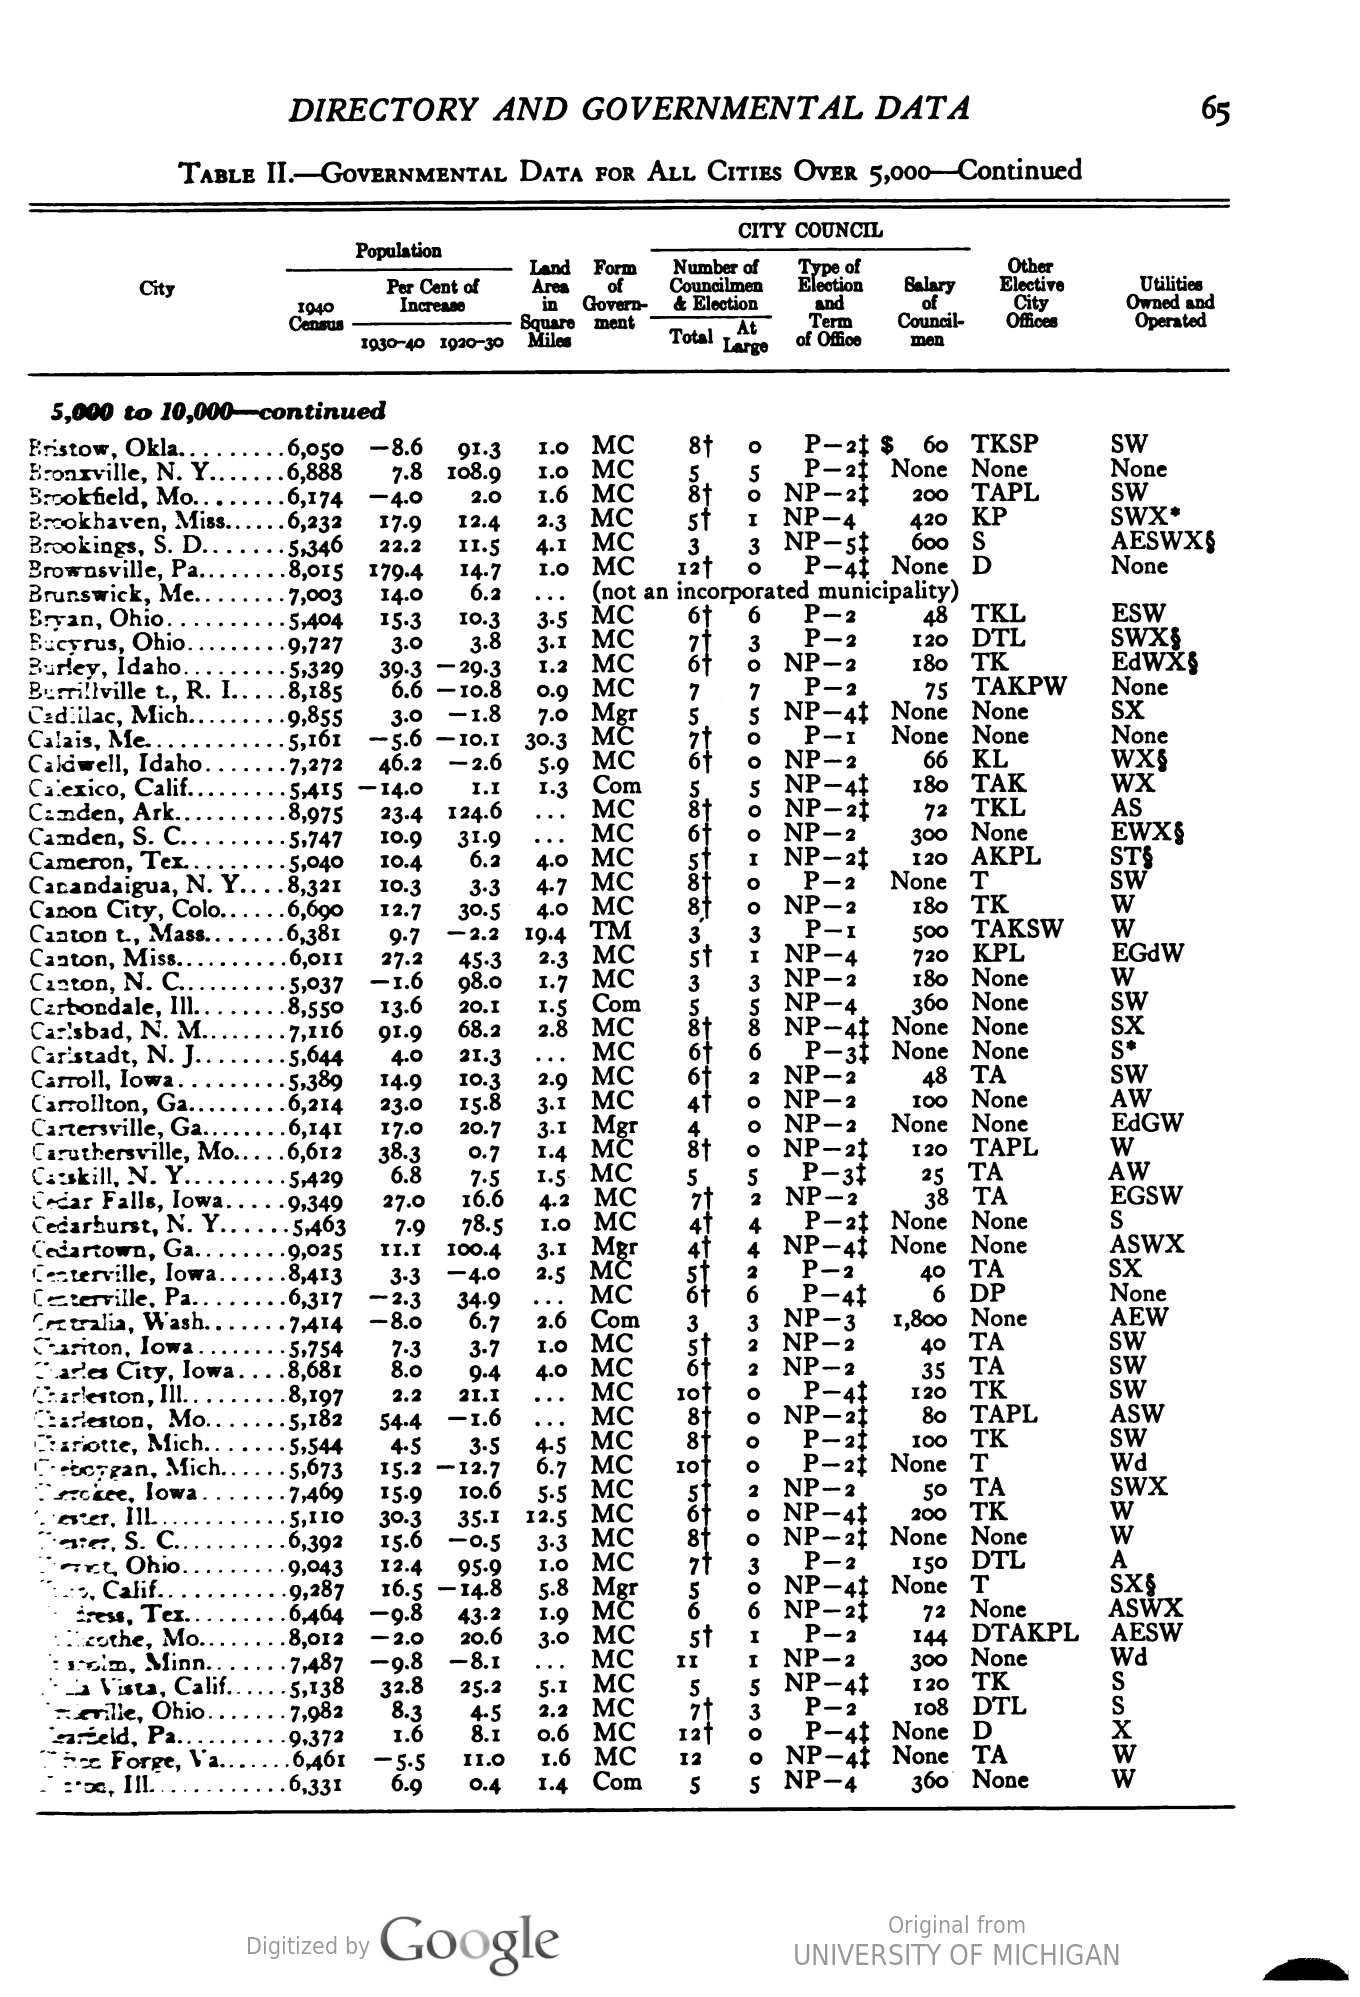 DIRECTORY AND GOVERNMENTAL DATA 65
TABLE II.—GOVERNMENTAL DATA FOR ALL CITIES OVER 5,000—Continued
CITY COUNCIL
Population
City
1940 Census
Per Cent of Increase
1930-40 1920-30
Land Area in Square Miles
Form of Govern-ment
Number of Councilmen & Election
Total At Large
Type of Election and Term of Office
Salary of Council-men
Other Elective City Offices
Utilities Owned and Operated
5,000 to 10,000—continued
Bristow, Okla.........6,050 −8.6 91.3 1.0 MC 8† 0 P−2‡ $ 60 TKSP SW
Bronxville, N. Y......6,888 7.8 108.9 1.0 MC 5 5 P−2‡ None None None
Brookfield, Mo........6,174 −4.0 2.0 1.6 MC 8† 0 NP−2‡ 200 TAPL SW
Brookhaven, Miss......6,232 17.9 12.4 2.3 MC 5† 1 NP−4 420 KP SWX*
Brookings, S. D.......5,346 22.2 11.5 4.1 MC 3 3 NP−5‡ 600 S AESWX§
Brownsville, Pa........8,015 179.4 14.7 1.0 MC 12† 0 P−4‡ None D None
Brunswick, Me........7,003 14.0 6.2 ... (not an incorporated municipality)
Bryan, Ohio..........5,404 15.3 10.3 3.5 MC 6† 6 P−2 48 TKL ESW
Bucyrus, Ohio........9,727 3.0 3.8 3.1 MC 7† 3 P−2 120 DTL SWX§
Burley, Idaho.........5,329 39.3 −29.3 1.2 MC 6† 0 NP−2 180 TK EdWX§
Burrillville t., R. I.....8,185 6.6 −10.8 0.9 MC 7 7 P−2 75 TAKPW None
Cadillac, Mich.........9,855 3.0 −1.8 7.0 Mgr 5 5 NP−4‡ None None SX
Calais, Me............5,161 −5.6 −10.1 30.3 MC 7† 0 P−1 None None None
Caldwell, Idaho.......7,272 46.2 −2.6 5.9 MC 6† 0 NP−2 66 KL WX§
Calexico, Calif.........5,415 −14.0 1.1 1.3 Com 5 5 NP−4‡ 180 TAK WX
Camden, Ark..........8,975 23.4 124.6 ... MC 8† 0 NP−2‡ 72 TKL AS
Camden, S. C.........5,747 10.9 31.9 ... MC 6† 0 NP−2 300 None EWX§
Cameron, Tex.........5,040 10.4 6.2 4.0 MC 5† 1 NP−2‡ 120 AKPL ST§
Canandaigua, N. Y....8,321 10.3 3.3 4.7 MC 8† 0 P−2 None T SW
Canon City, Colo......6,690 12.7 30.5 4.0 MC 8† 0 NP−2 180 TK W
Canton t., Mass.......6,381 9.7 −2.2 19.4 TM 3 3 P−1 500 TAKSW W
Canton, Miss..........6,011 27.2 45.3 2.3 MC 5† 1 NP−4 720 KPL EGdW
Canton, N. C..........5,037 −1.6 98.0 1.7 MC 3 3 NP−2 180 None W
Carbondale, Ill........8,550 13.6 20.1 1.5 Com 5 5 NP−4 360 None SW
Carlsbad, N. M.......7,116 91.9 68.2 2.8 MC 8† 8 NP−4‡ None None SX
Carlstadt, N. J........5,644 4.0 21.3 ... MC 6† 6 P−3‡ None None S*
Carroll, Iowa.........5,389 14.9 10.3 2.9 MC 6† 2 NP−2 48 TA SW
Carrollton, Ga.........6,214 23.0 15.8 3.1 MC 4† 0 NP−2 100 None AW
Cartersville, Ga........6,141 17.0 20.7 3.1 Mgr 4 0 NP−2 None None EdGW
Caruthersville, Mo.....6,612 38.3 0.7 1.4 MC 8† 0 NP−2‡ 120 TAPL W
Catskill, N. Y.........5,429 6.8 7.5 1.5 MC 5 5 P−3‡ 25 TA AW
Cedar Falls, Iowa.....9,349 27.0 16.6 4.2 MC 7† 2 NP−2 38 TA EGSW
Cedarhurst, N. Y......5,463 7.9 78.5 1.0 MC 4† 4 P−2‡ None None S
Cedartown, Ga........9,025 11.1 100.4 3.1 Mgr 4† 4 NP−4‡ None None ASWX
Centerville, Iowa......8,413 3.3 −4.0 2.5 MC 5† 2 P−2 40 TA SX
Centerville, Pa........6,317 −2.3 34.9 ... MC 6† 6 P−4‡ 6 DP None
Centralia, Wash.......7,414 −8.0 6.7 2.6 Com 3 3 NP−3 1,800 None AEW
Chariton, Iowa........5,754 7.3 3.7 1.0 MC 5† 2 NP−2 40 TA SW
Charles City, Iowa....8,681 8.0 9.4 4.0 MC 6† 2 NP−2 35 TA SW
Charleston, Ill.........8,197 2.2 21.1 ... MC 10† 0 P−4‡ 120 TK SW
Charleston, Mo.......5,182 54.4 −1.6 ... MC 8† 0 NP−2‡ 80 TAPL ASW
Charlotte, Mich.......5,544 4.5 3.5 4.5 MC 8† 0 P−2‡ 100 TK SW
Cheboygan, Mich......5,673 15.2 −12.7 6.7 MC 10† 0 P−2‡ None T Wd
Cherokee, Iowa.......7,469 15.9 10.6 5.5 MC 5† 2 NP−2 50 TA SWX
Chester, Ill...........5,110 30.3 35.1 12.5 MC 6† 0 NP−4‡ 200 TK W
Chester, S. C..........6,392 15.6 −0.5 3.3 MC 8† 0 NP−2‡ None None W
Ohio.........9,043 12.4 95.9 1.0 MC 7† 3 P−2 150 DTL A
Calif...........9,287 16.5 −14.8 5.8 Mgr 5 0 NP−4‡ None T SX§
Childress, Tex.........6,464 −9.8 43.2 1.9 MC 6 6 NP−2‡ 72 None ASWX
Chillicothe, Mo........8,012 −2.0 20.6 3.0 MC 5† 1 P−2 144 DTAKPL AESW
Chisholm, Minn.......7,487 −9.8 −8.1 ... MC 11 1 NP−2 300 None Wd
Chula Vista, Calif......5,138 32.8 25.2 5.1 MC 5 5 NP−4‡ 120 TK S
Circleville, Ohio.......7,982 8.3 4.5 2.2 MC 7† 3 P−2 108 DTL S
Clearfield, Pa..........9,372 1.6 8.1 0.6 MC 12† 0 P−4‡ None D X
Forge, Va.......6,461 −5.5 11.0 1.6 MC 12 0 NP−4‡ None TA W
Ill............6,331 6.9 0.4 1.4 Com 5 5 NP−4 360 None W
Digitized by Google
Original from
UNIVERSITY OF MICHIGAN